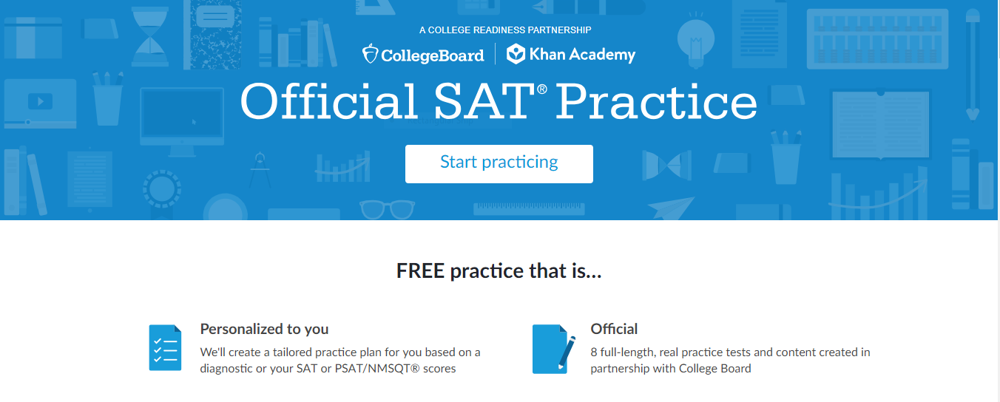 A COLLEGE READINESS PARTNERSHIP
CollegeBoard | Khan Academy
Official SAT® Practice
Start practicing
FREE practice that is...
Personalized to you
We'll create a tailored practice plan for you based on a
diagnostic or your SAT or PSAT/NMSQT® scores
Official
8 full-length, real practice tests and content created in
partnership with College Board